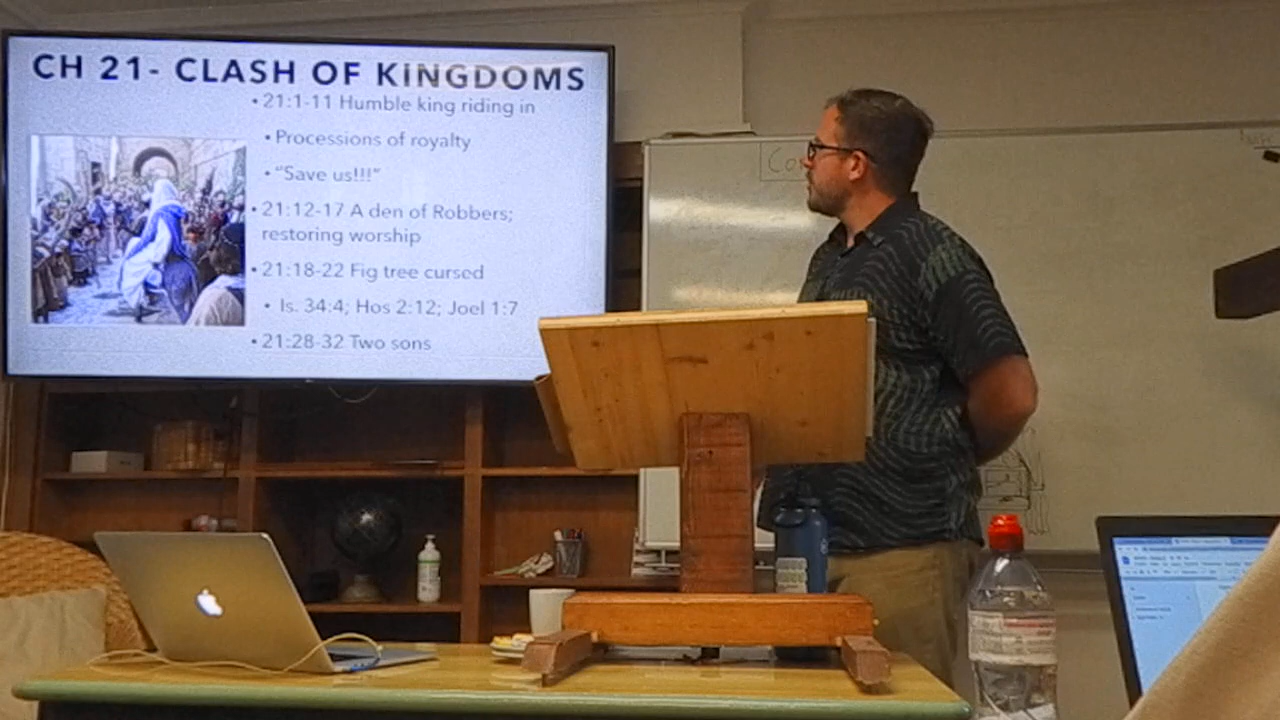 CH 21- CLASH OF KINGDOMS
• 21:1-11 Humble king riding in
• Processions of royalty
• "Save us!!!"
• 21:12-17 A den of Robbers;
restoring worship
• 21:18-22 Fig tree cursed
• Is. 34:4; Hos 2:12; Joel 1:7
• 21:28-32 Two sons